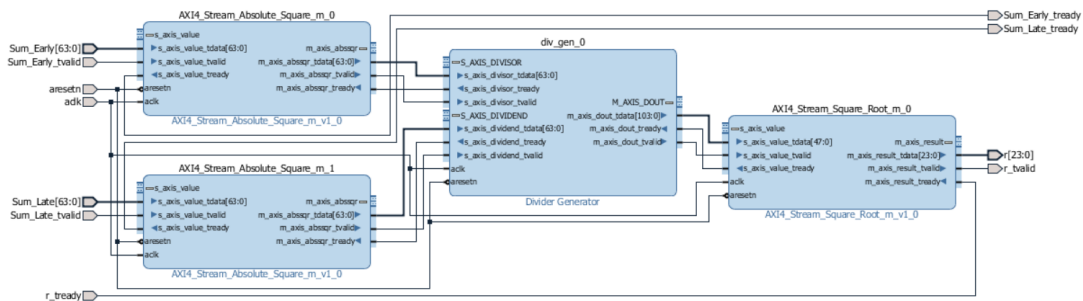 AXI4_Stream_Absolute_Square_m_0
s_axis_value
s_axis_value_tdata[63:0]
s_axis_value_tvalid
s_axis_value_tready
aresetn
aclk
m_axis_abssqr
m_axis_abssqr_tdata[63:0]
m_axis_abssqr_tvalid
m_axis_abssqr_tready
AXI4_Stream_Absolute_Square_m_v1_0
Sum_Early[63:0]
Sum_Early_tvalid
aresetn
aclk
AXI4_Stream_Absolute_Square_m_1
s_axis_value
s_axis_value_tdata[63:0]
s_axis_value_tvalid
s_axis_value_tready
aresetn
aclk
m_axis_abssqr
m_axis_abssqr_tdata[63:0]
m_axis_abssqr_tvalid
m_axis_abssqr_tready
AXI4_Stream_Absolute_Square_m_v1_0
Sum_Late[63:0]
Sum_Late_tvalid
r_tready
div_gen_0
S_AXIS_DIVISOR
s_axis_divisor_tdata[63:0]
s_axis_divisor_tready
s_axis_divisor_tvalid
S_AXIS_DIVIDEND
s_axis_dividend_tdata[63:0]
s_axis_dividend_tready
s_axis_dividend_tvalid
aclk
aresetn
M_AXIS_DOUT
m_axis_dout_tdata[103:0]
m_axis_dout_tready
m_axis_dout_tvalid
Divider Generator
AXI4_Stream_Square_Root_m_0
s_axis_value
s_axis_value_tdata[47:0]
s_axis_value_tvalid
s_axis_value_tready
aclk
aresetn
m_axis_result
m_axis_result_tdata[23:0]
m_axis_result_tvalid
m_axis_result_tready
AXI4_Stream_Square_Root_m_v1_0
Sum_Early_tready
Sum_Late_tready
r[23:0]
r_tvalid